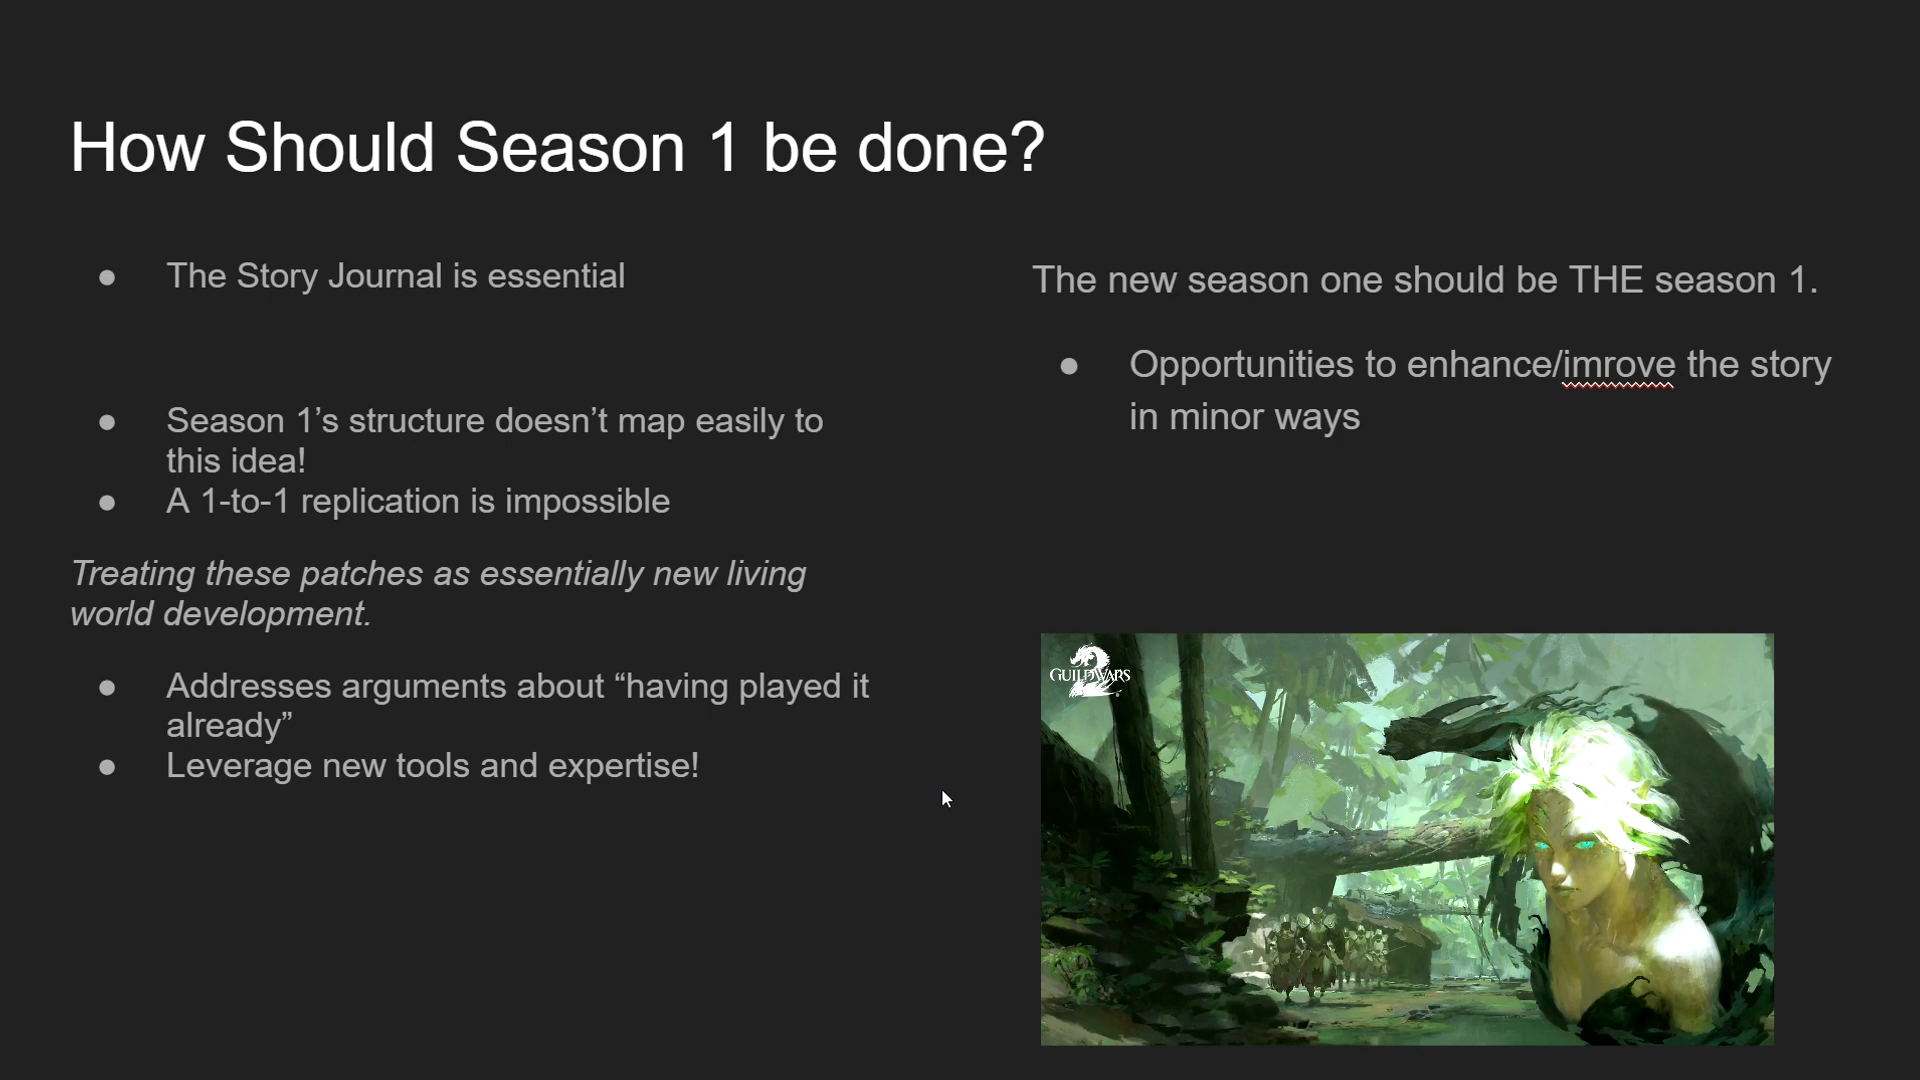 How Should Season 1 be done?
● The Story Journal is essential
● Season 1’s structure doesn’t map easily to
this idea!
● A 1-to-1 replication is impossible
Treating these patches as essentially new living
world development.
● Addresses arguments about “having played it
already”
● Leverage new tools and expertise!
The new season one should be THE season 1.
● Opportunities to enhance/imrove the story
in minor ways
GUILD WARS
2